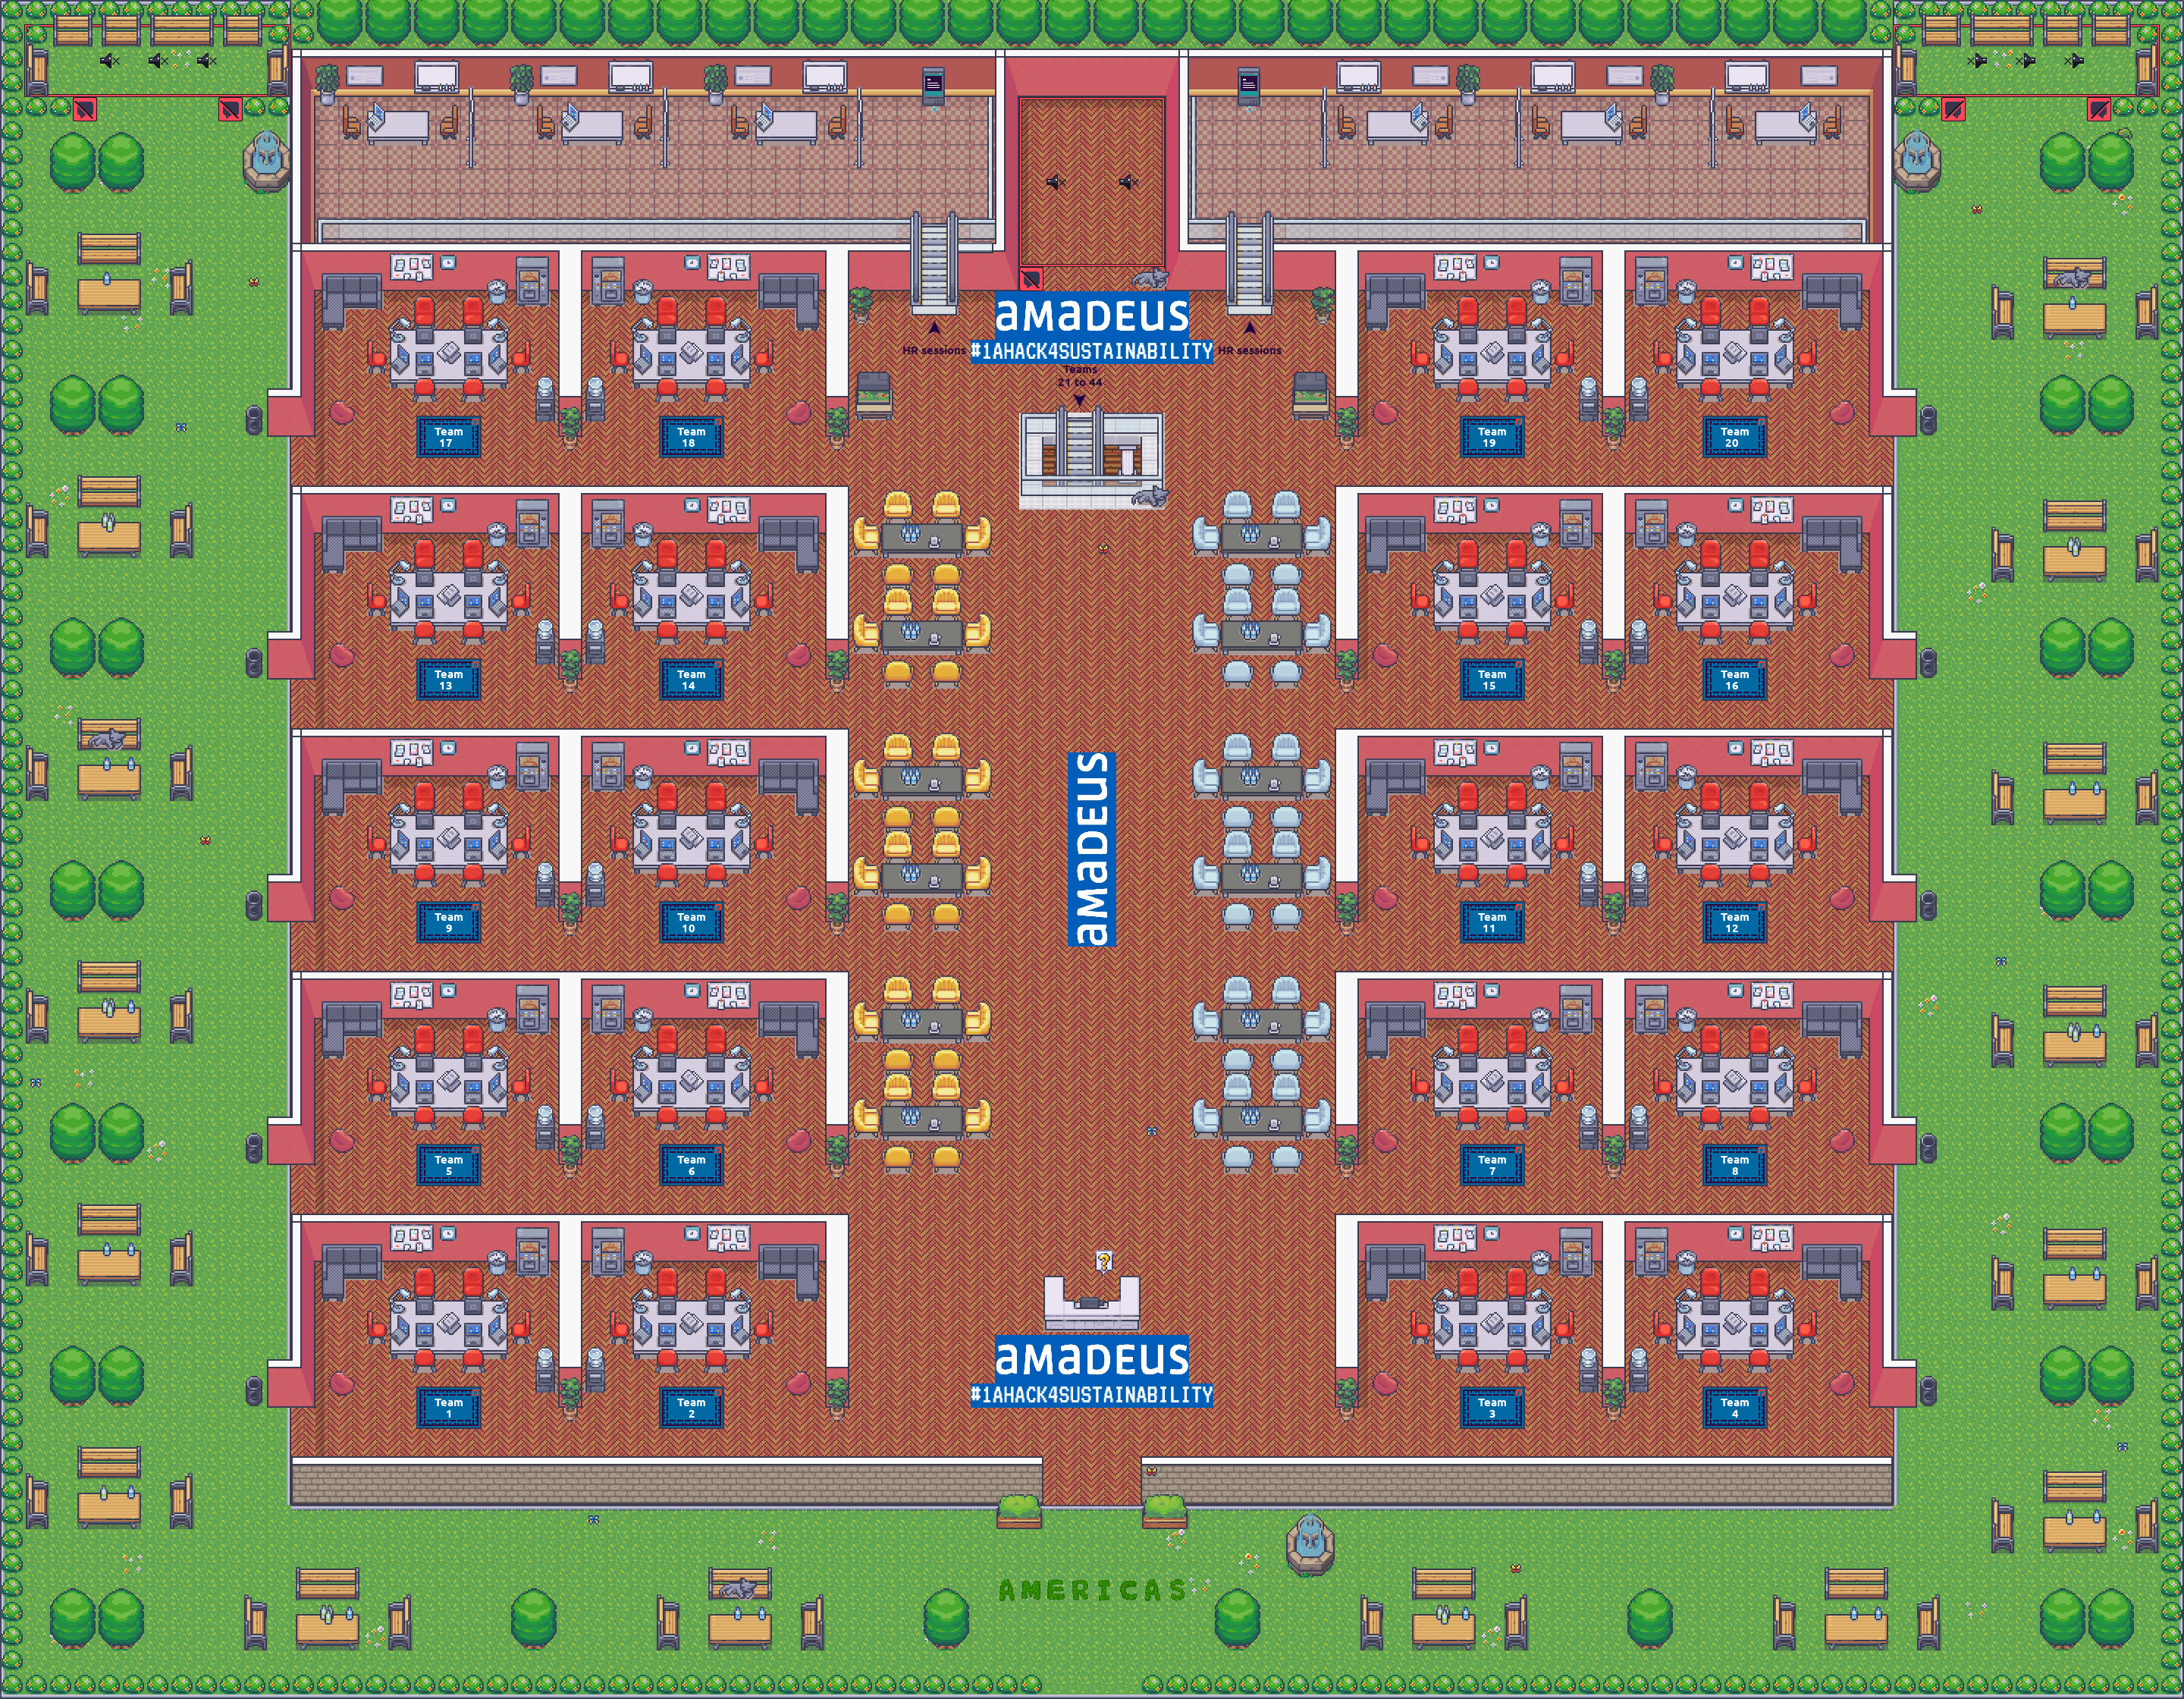 aMaDEUS
HR sessions #1AHACK4SUSTAINABILITY HR sessions
Teams
21 to 44
Team
17
Team
18
Team
19
Team
20
Team
13
Team
14
Team
15
Team
16
aMaDEUS
Team
9
Team
10
Team
11
Team
12
Team
5
Team
6
Team
7
Team
8
?
aMaDEUS
#1AHACK4SUSTAINABILITY
Team
1
Team
2
Team
3
Team
4
AMERICAS